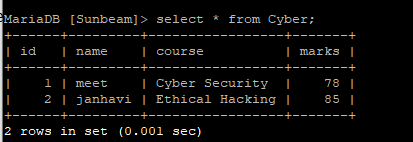 MariaDB [Sunbeam]> select * from Cyber;
+------+---------+-----------------+-------+
| id   | name    | course          | marks |
+------+---------+-----------------+-------+
|    1 | meet    | Cyber Security  |    78 |
|    2 | janhavi | Ethical Hacking |    85 |
+------+---------+-----------------+-------+
2 rows in set (0.001 sec)